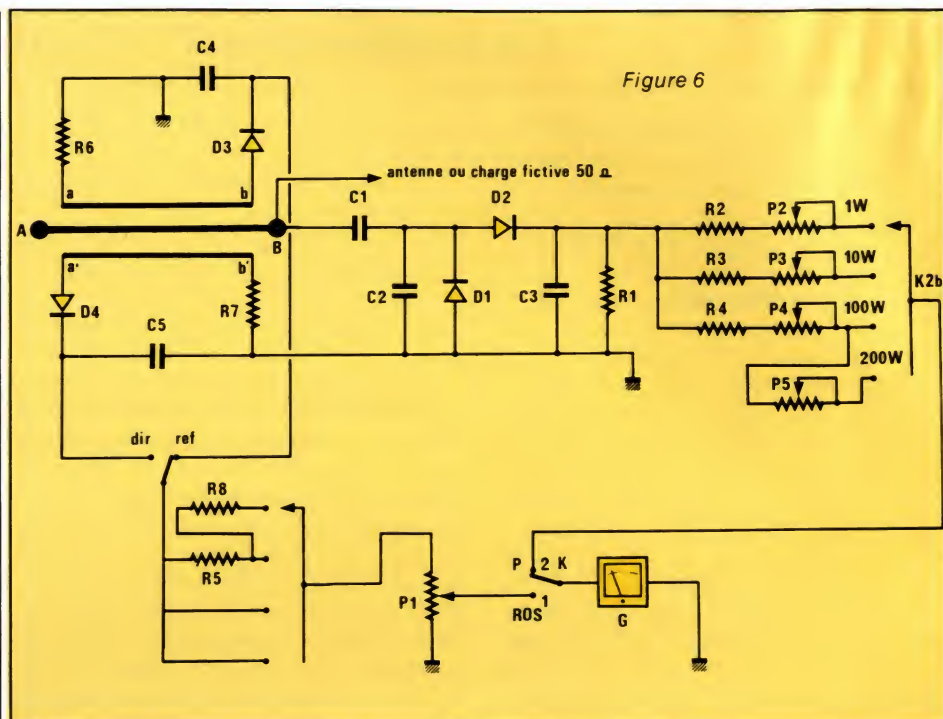 Figure 6
C4
R6
D3
a
b
antenne ou charge fictive 50 Ω
A
B
C1
D2
R2
P2
1W
a'
b'
D4
C5
R7
C2
D1
C3
R1
R3
P3
10W
K2b
R4
P4
100W
P5
200W
dir
ref
R8
R5
P1
P
2
K
1
ROS
G